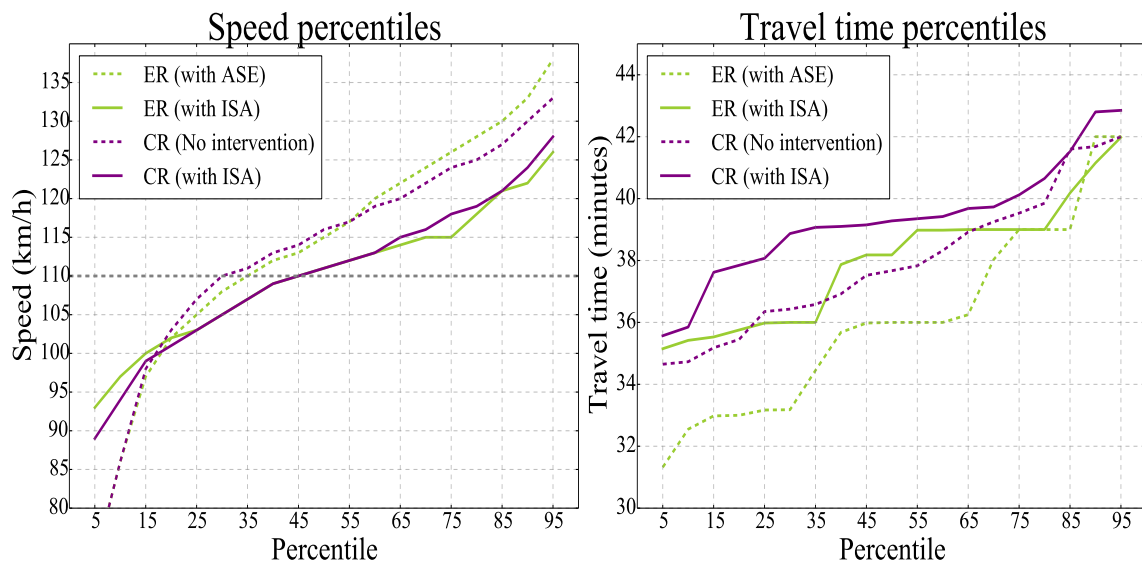 Speed percentiles
135
130
125
120
115
110
105
100
95
90
85
80
Speed (km/h)
ER (with ASE)
ER (with ISA)
CR (No intervention)
CR (with ISA)
5 15 25 35 45 55 65 75 85 95
Percentile
Travel time percentiles
44
42
40
38
36
34
32
30
Travel time (minutes)
ER (with ASE)
ER (with ISA)
CR (No intervention)
CR (with ISA)
5 15 25 35 45 55 65 75 85 95
Percentile